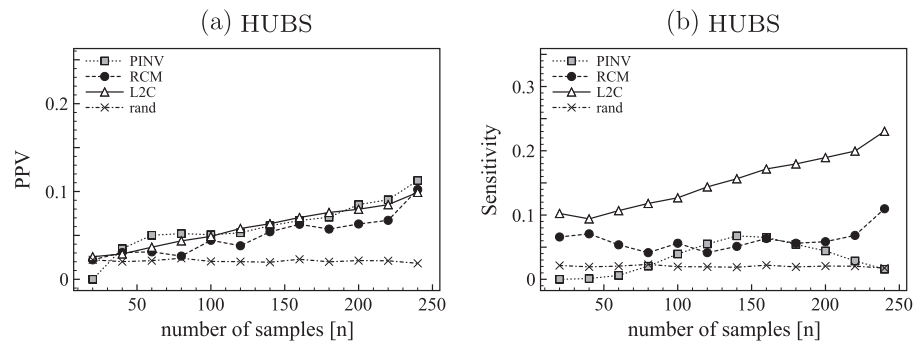 (a) HUBS
PINV
RCM
L2C
rand
0.2
0.1
0
PPV
50
100
150
200
250
number of samples [n]
(b) HUBS
PINV
RCM
L2C
rand
0.3
0.2
0.1
0
Sensitivity
50
100
150
200
250
number of samples [n]